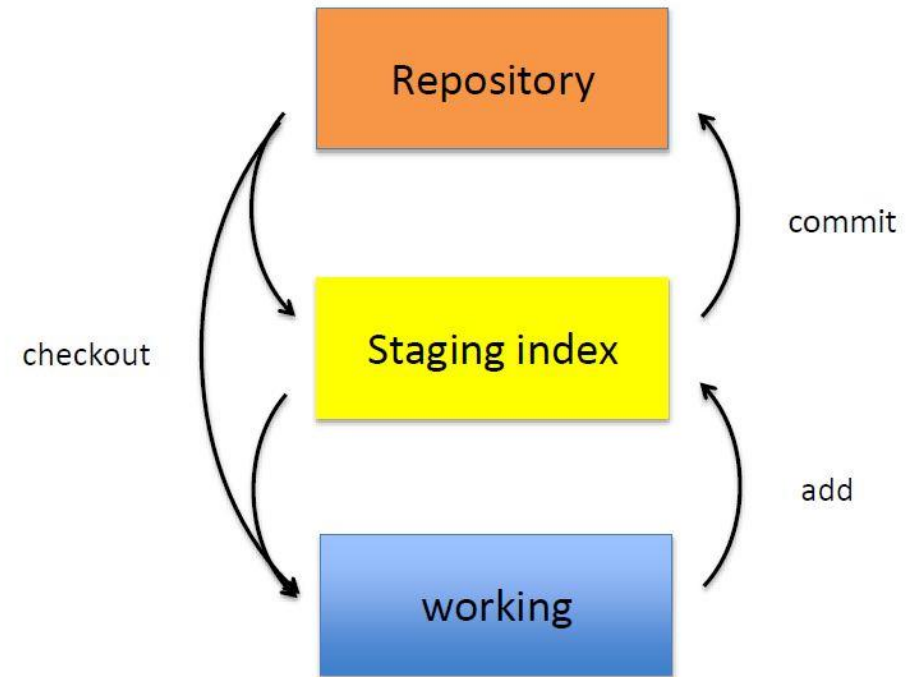 Repository
commit
Staging index
checkout
add
working